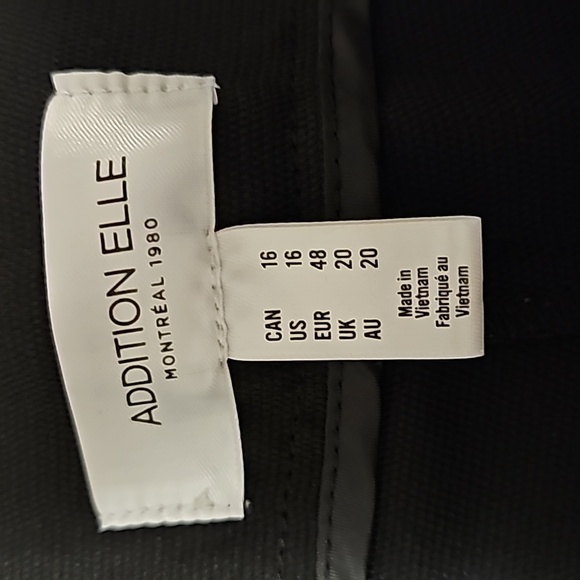 ADDITION ELLE
MONTRÉAL 1980
CAN 16
US 16
EUR 48
UK 20
AU 20
Made in
Vietnam
Fabriqué au
Vietnam